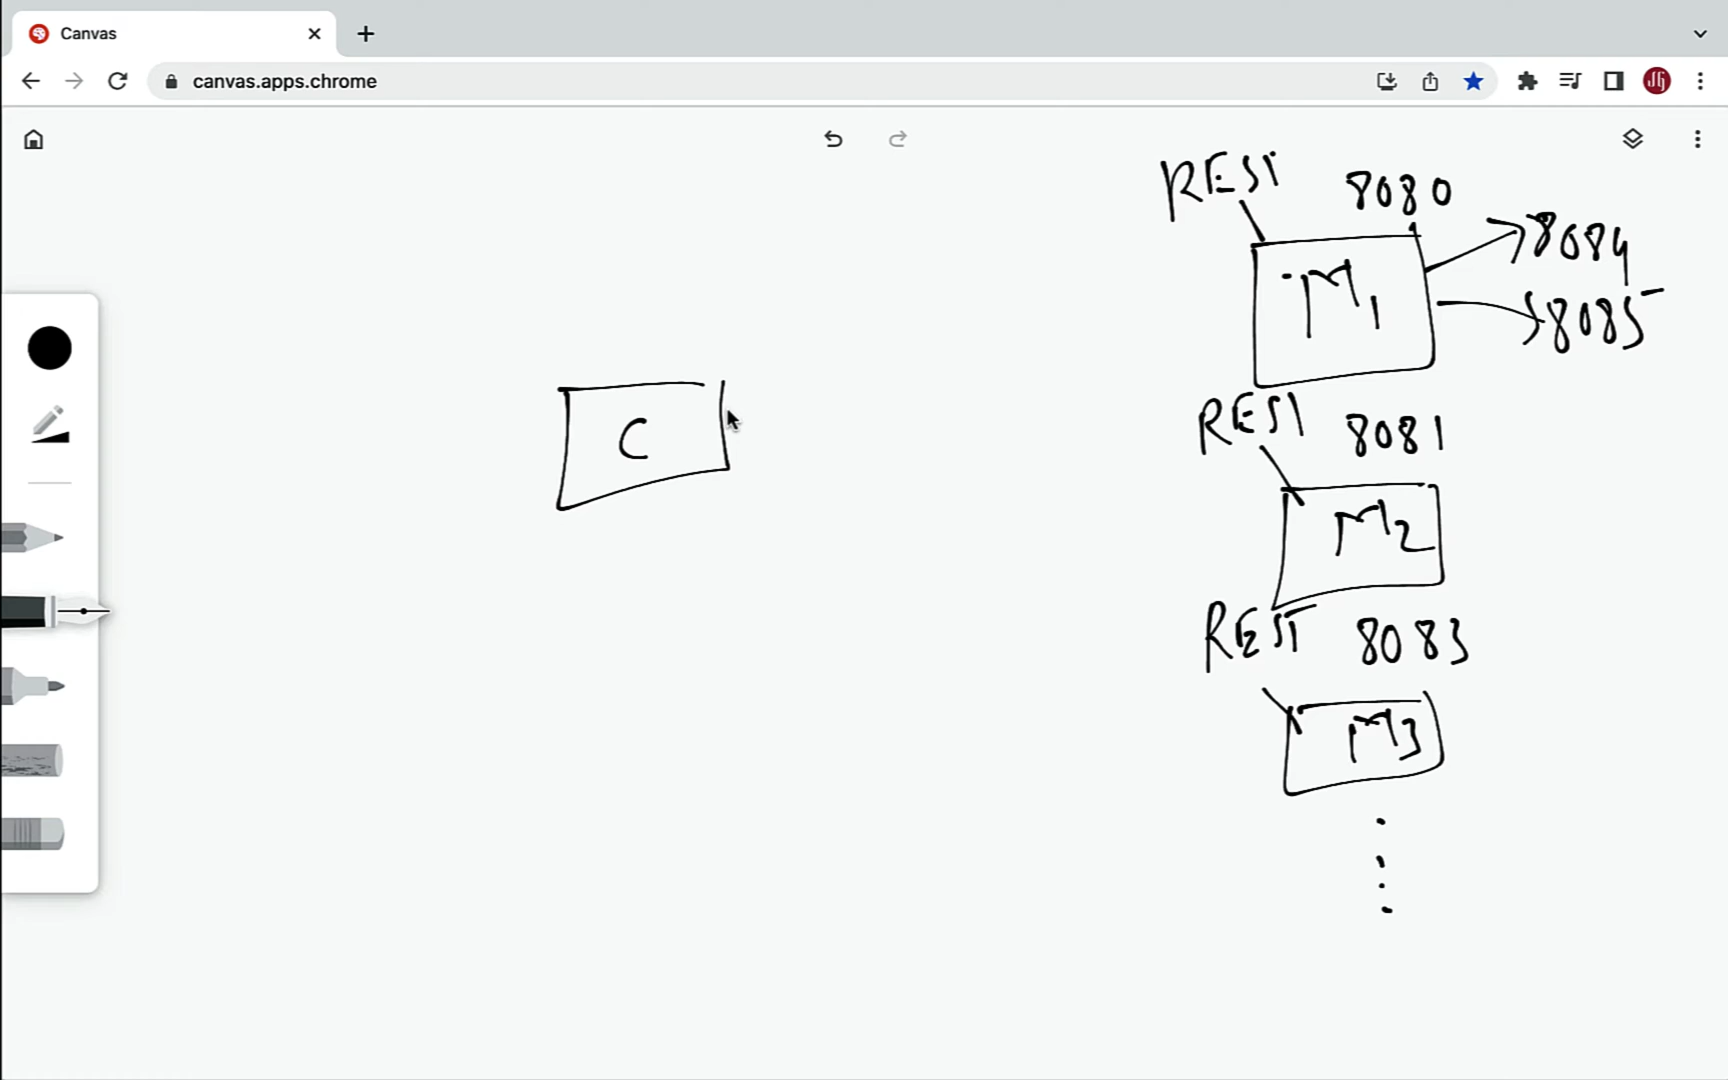 Canvas
canvas.apps.chrome
REST 8080
8084
M1
8085
C
REST 8081
M2
REST 8083
M3